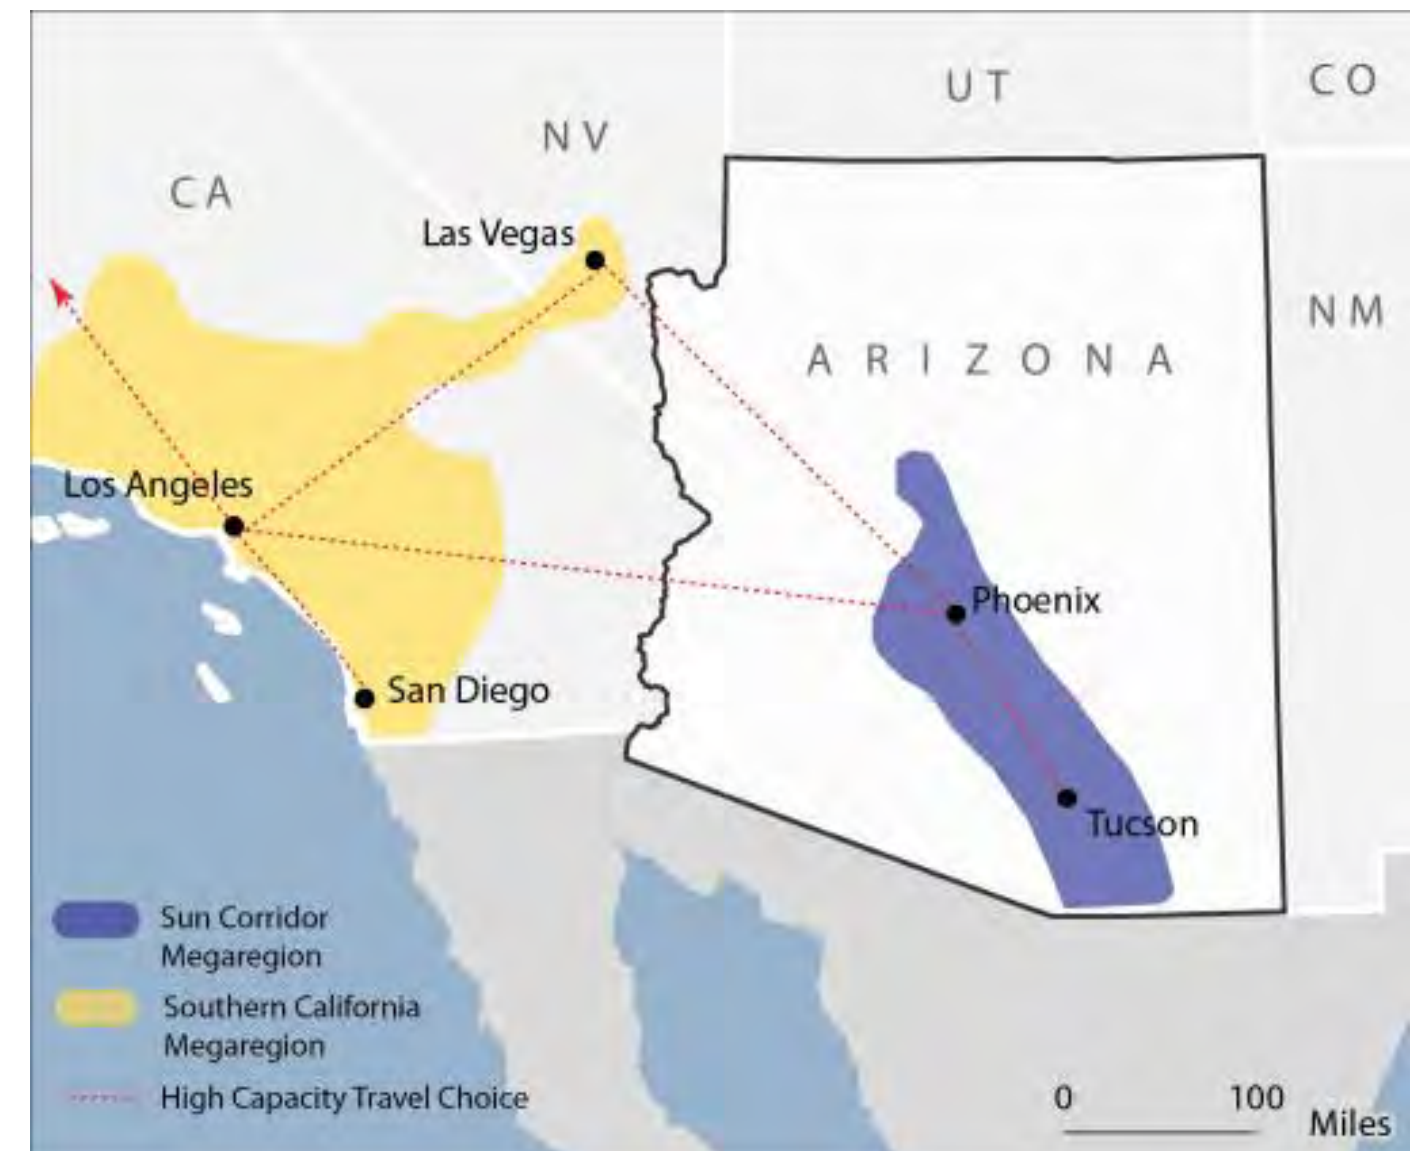 UT
CO
NV
CA
Las Vegas
NM
ARIZONA
Los Angeles
Phoenix
San Diego
Tucson
Sun Corridor
Megaregion
Southern California
Megaregion
High Capacity Travel Choice
0 100
Miles